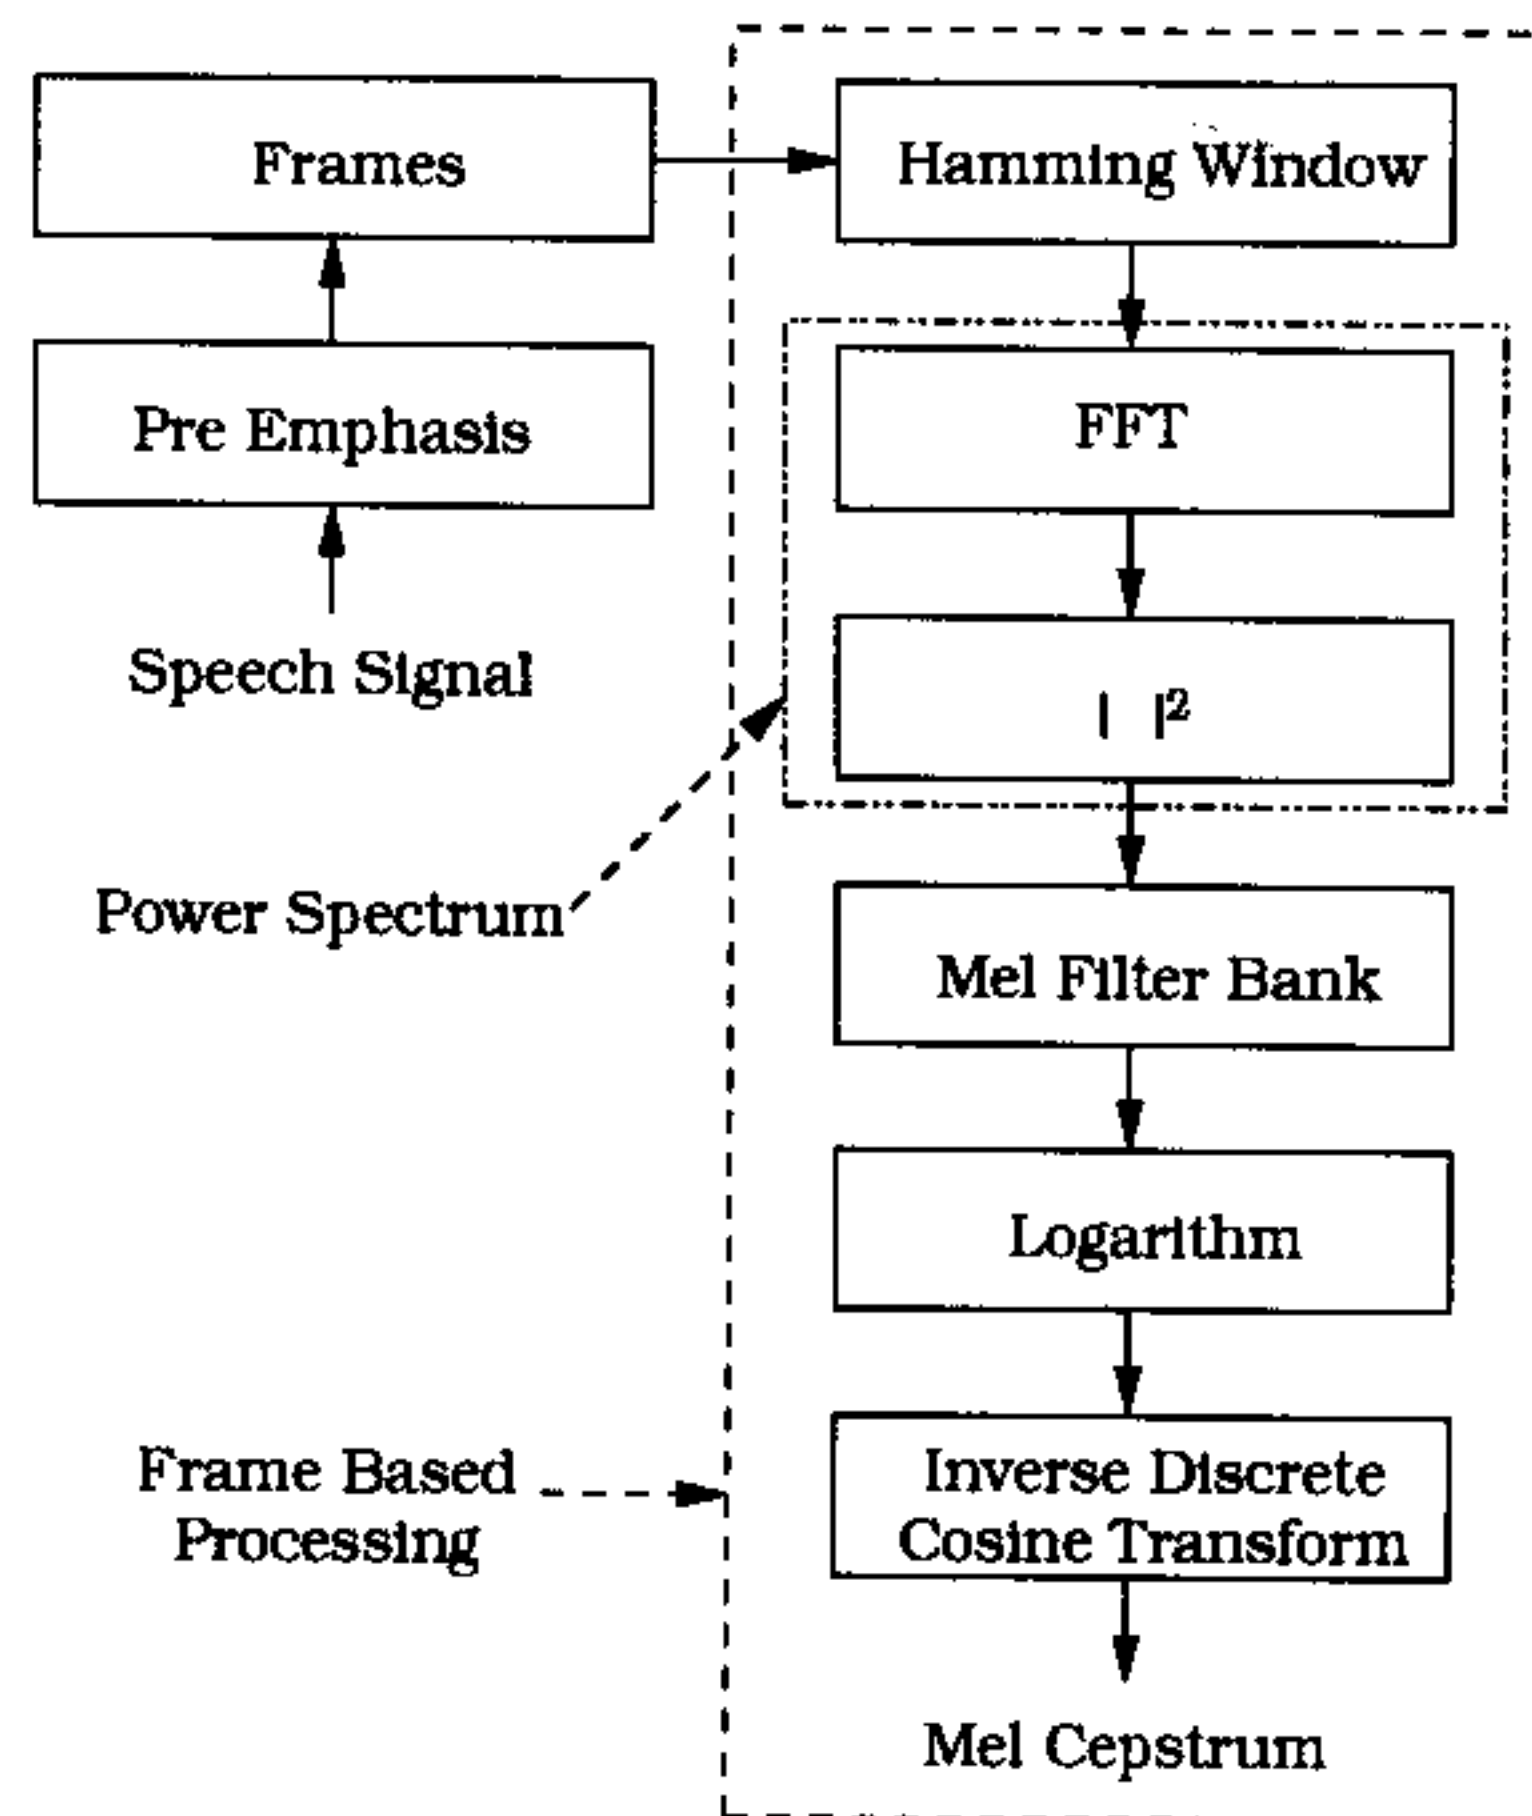 Frames
Hamming Window
Pre Emphasis
FFT
Speech Signal
| |²
Power Spectrum
Mel Filter Bank
Logarithm
Frame Based
Processing
Inverse Discrete
Cosine Transform
Mel Cepstrum